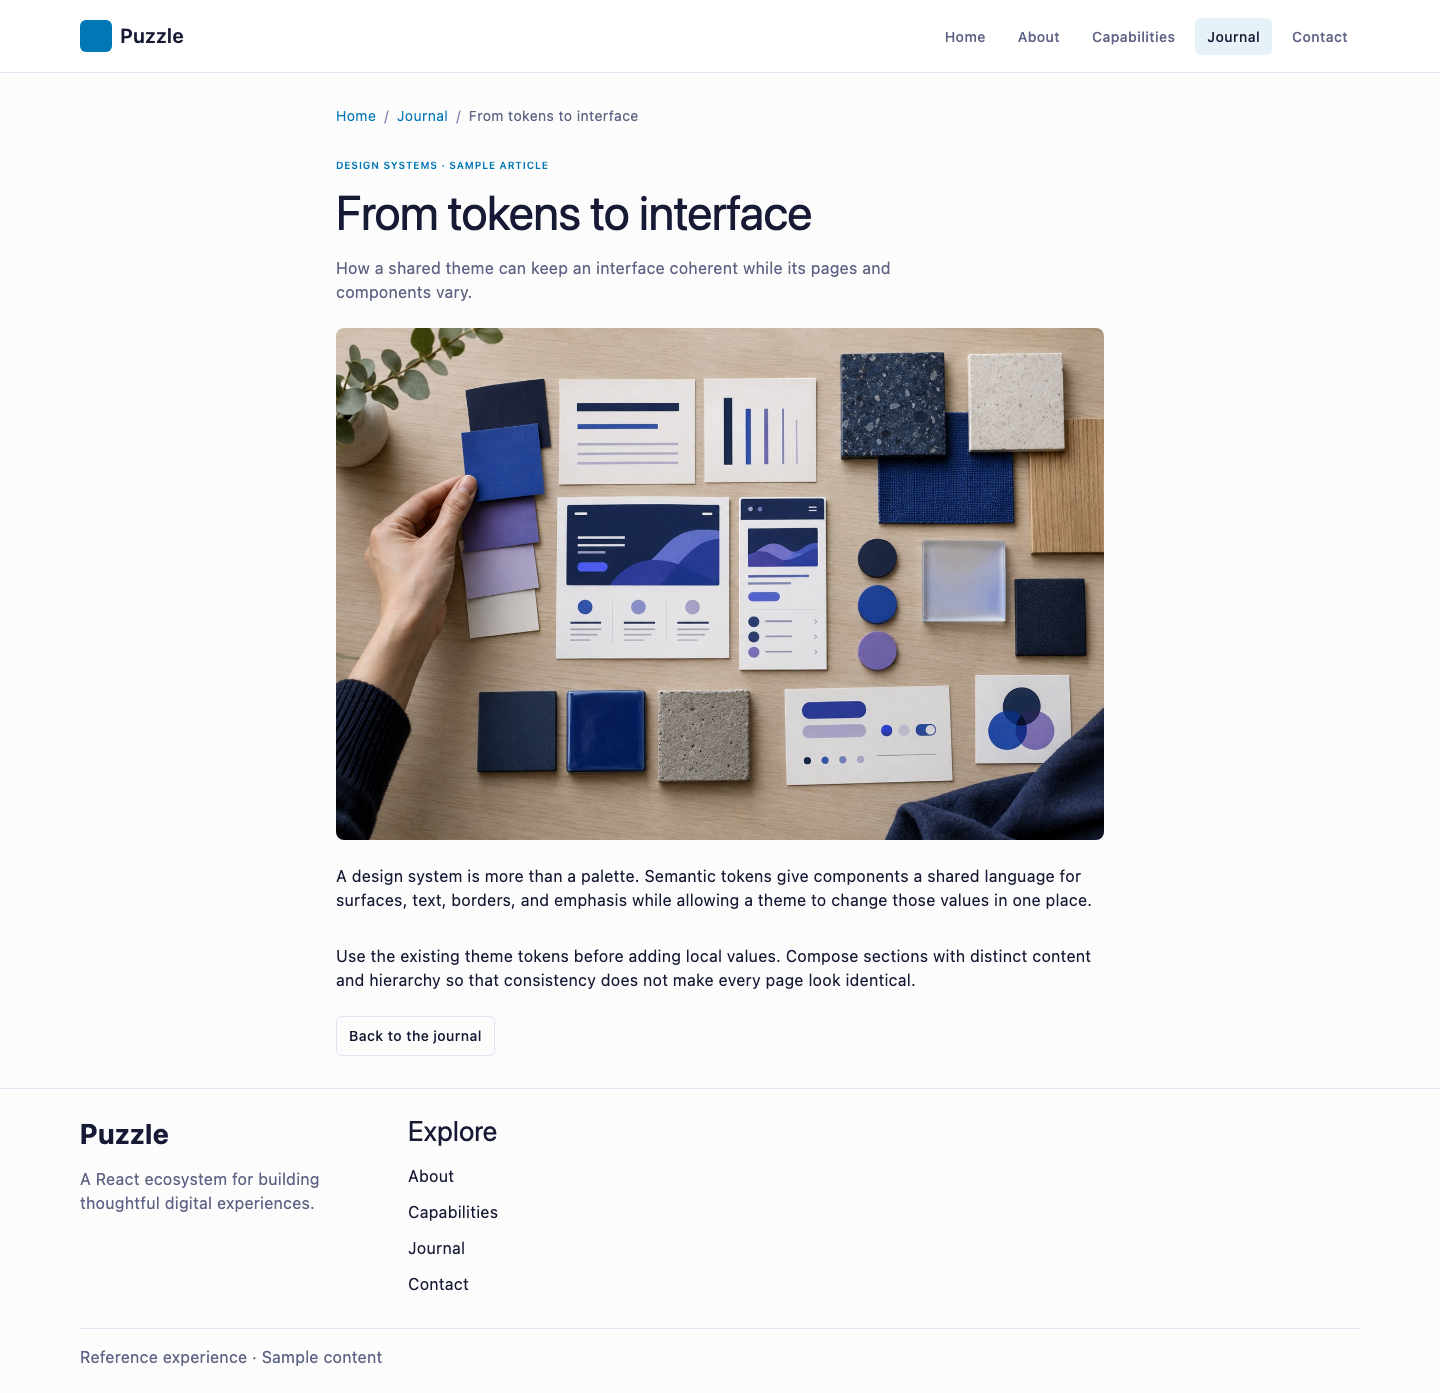 Puzzle
Home
About
Capabilities
Journal
Contact
Home / Journal / From tokens to interface
DESIGN SYSTEMS · SAMPLE ARTICLE
From tokens to interface
How a shared theme can keep an interface coherent while its pages and
components vary.
A design system is more than a palette. Semantic tokens give components a shared language for
surfaces, text, borders, and emphasis while allowing a theme to change those values in one place.
Use the existing theme tokens before adding local values. Compose sections with distinct content
and hierarchy so that consistency does not make every page look identical.
Back to the journal
Puzzle
A React ecosystem for building
thoughtful digital experiences.
Explore
About
Capabilities
Journal
Contact
Reference experience · Sample content